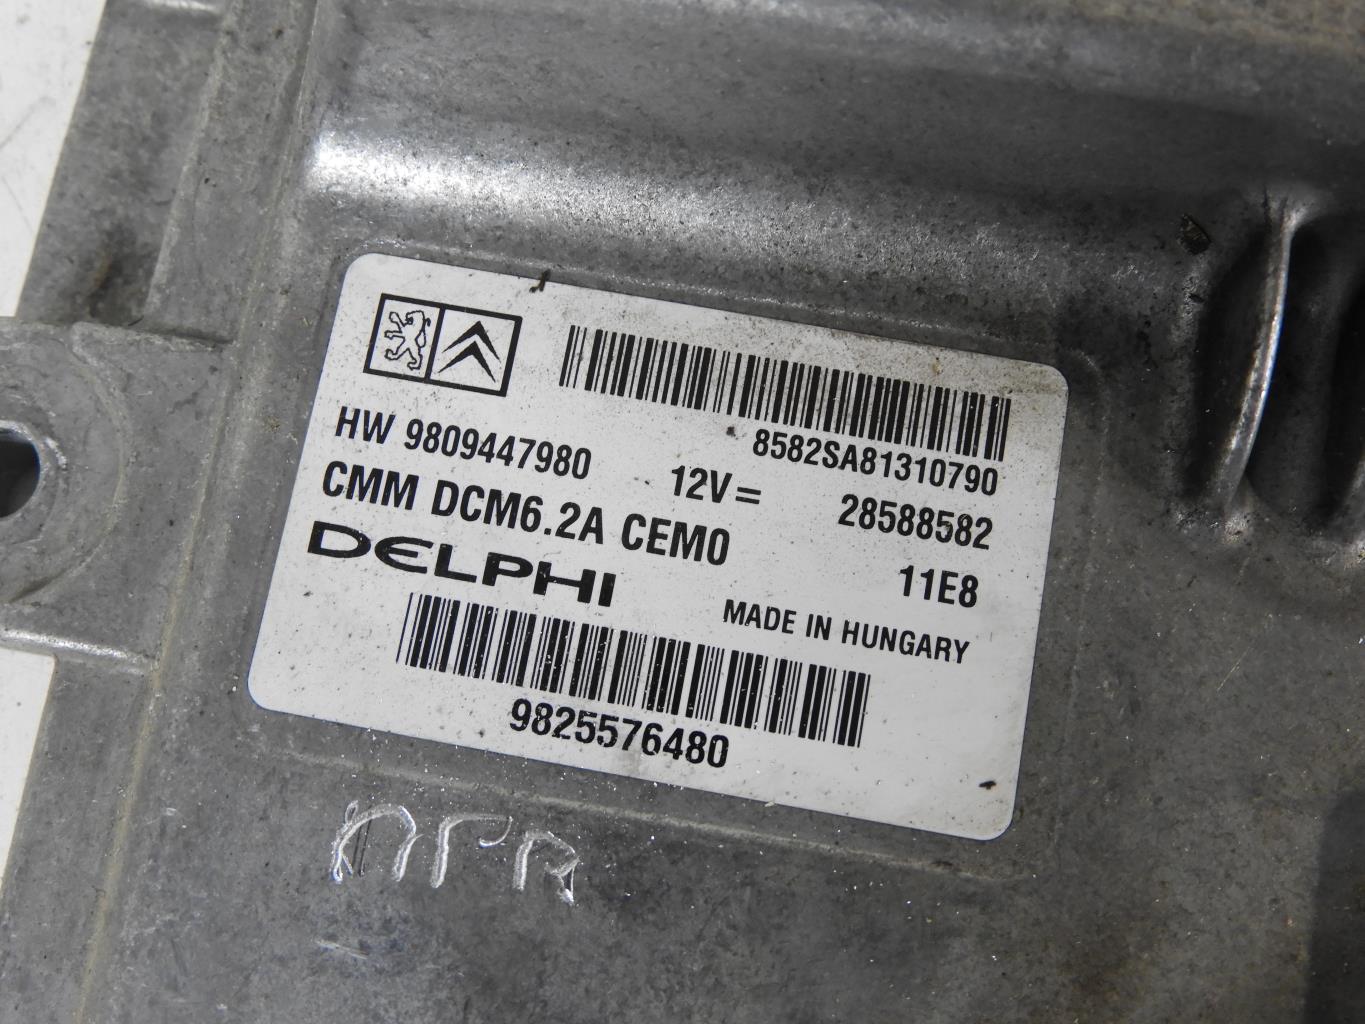 8582SA81310790
HW 9809447980 12V= 28588582
CMM DCM6.2A CEM0 11E8
DELPHI MADE IN HUNGARY
9825576480